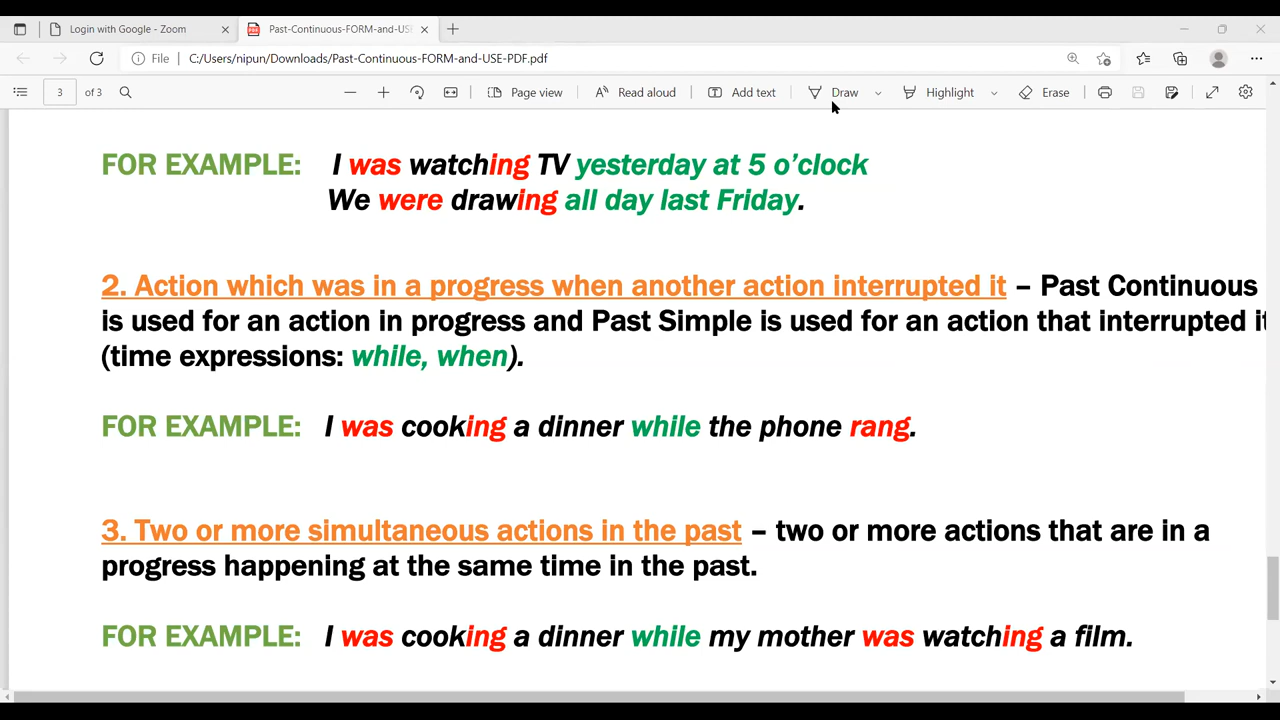 Login with Google - Zoom
Past-Continuous-FORM-and-USE
File
C:/Users/nipun/Downloads/Past-Continuous-FORM-and-USE-PDF.pdf
3 of 3 Page view Read aloud Add text Draw Highlight Erase
FOR EXAMPLE: I was watching TV yesterday at 5 o'clock
We were drawing all day last Friday.
2. Action which was in a progress when another action interrupted it – Past Continuous
is used for an action in progress and Past Simple is used for an action that interrupted it
(time expressions: while, when).
FOR EXAMPLE: I was cooking a dinner while the phone rang.
3. Two or more simultaneous actions in the past – two or more actions that are in a
progress happening at the same time in the past.
FOR EXAMPLE: I was cooking a dinner while my mother was watching a film.